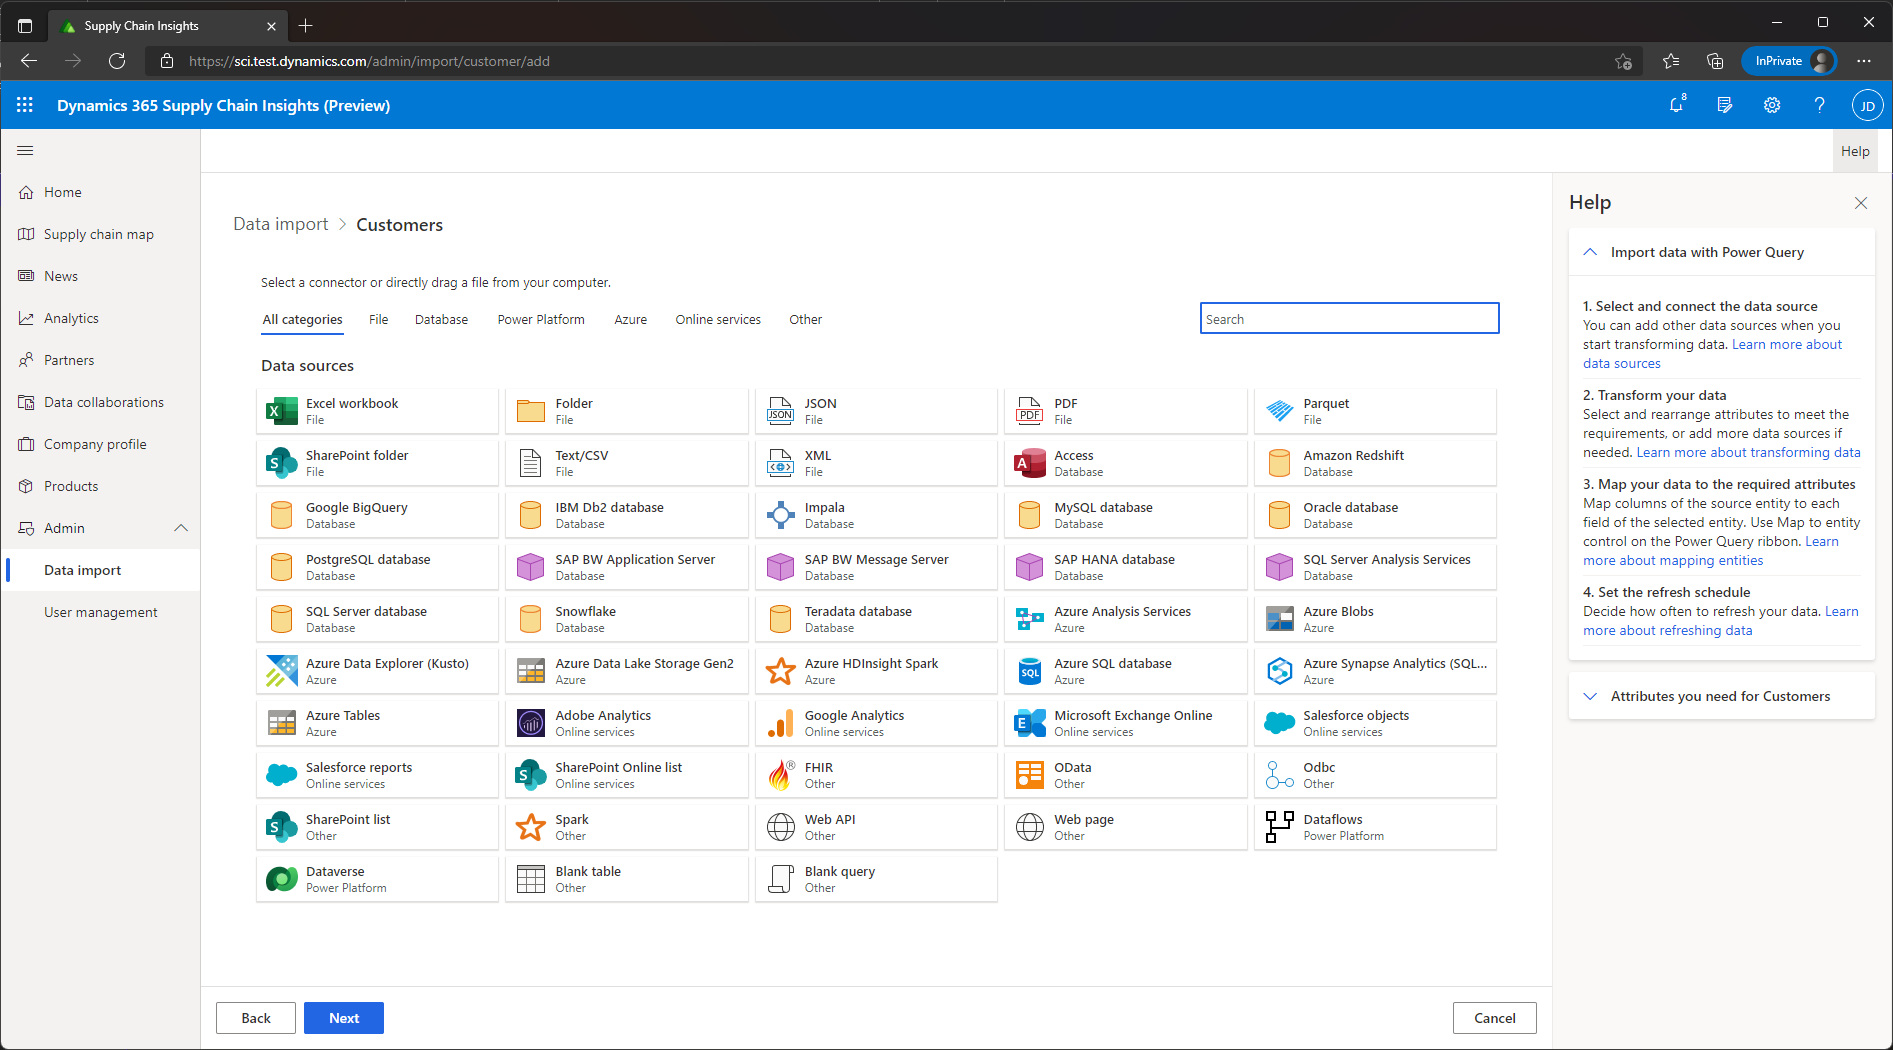 Supply Chain Insights
https://sci.test.dynamics.com/admin/import/customer/add
InPrivate
Dynamics 365 Supply Chain Insights (Preview)
8
JD
Help
Home
Supply chain map
News
Analytics
Partners
Data collaborations
Company profile
Products
Admin
Data import
User management
Data import > Customers
Select a connector or directly drag a file from your computer.
All categories File Database Power Platform Azure Online services Other
Search
Data sources
Excel workbook
File
Folder
File
JSON
JSON
File
PDF
PDF
File
Parquet
File
SharePoint folder
File
Text/CSV
File
XML
File
Access
Database
Amazon Redshift
Database
Google BigQuery
Database
IBM Db2 database
Database
Impala
Database
MySQL database
Database
Oracle database
Database
PostgreSQL database
Database
SAP BW Application Server
Database
SAP BW Message Server
Database
SAP HANA database
Database
SQL Server Analysis Services
Database
SQL Server database
Database
Snowflake
Database
Teradata database
Database
Azure Analysis Services
Azure
Azure Blobs
Azure
Azure Data Explorer (Kusto)
Azure
Azure Data Lake Storage Gen2
Azure
Azure HDInsight Spark
Azure
SQL
Azure SQL database
Azure
Azure Synapse Analytics (SQL...
Azure
Azure Tables
Azure
Adobe Analytics
Online services
Google Analytics
Online services
Microsoft Exchange Online
Online services
Salesforce objects
Online services
Salesforce reports
Online services
SharePoint Online list
Online services
FHIR
Other
OData
Other
Odbc
Other
SharePoint list
Other
Spark
Other
Web API
Other
Web page
Other
Dataflows
Power Platform
Dataverse
Power Platform
Blank table
Other
Blank query
Other
Back
Next
Cancel
Help
Import data with Power Query
1. Select and connect the data source
You can add other data sources when you
start transforming data. Learn more about
data sources
2. Transform your data
Select and rearrange attributes to meet the
requirements, or add more data sources if
needed. Learn more about transforming data
3. Map your data to the required attributes
Map columns of the source entity to each
field of the selected entity. Use Map to entity
control on the Power Query ribbon. Learn
more about mapping entities
4. Set the refresh schedule
Decide how often to refresh your data. Learn
more about refreshing data
Attributes you need for Customers